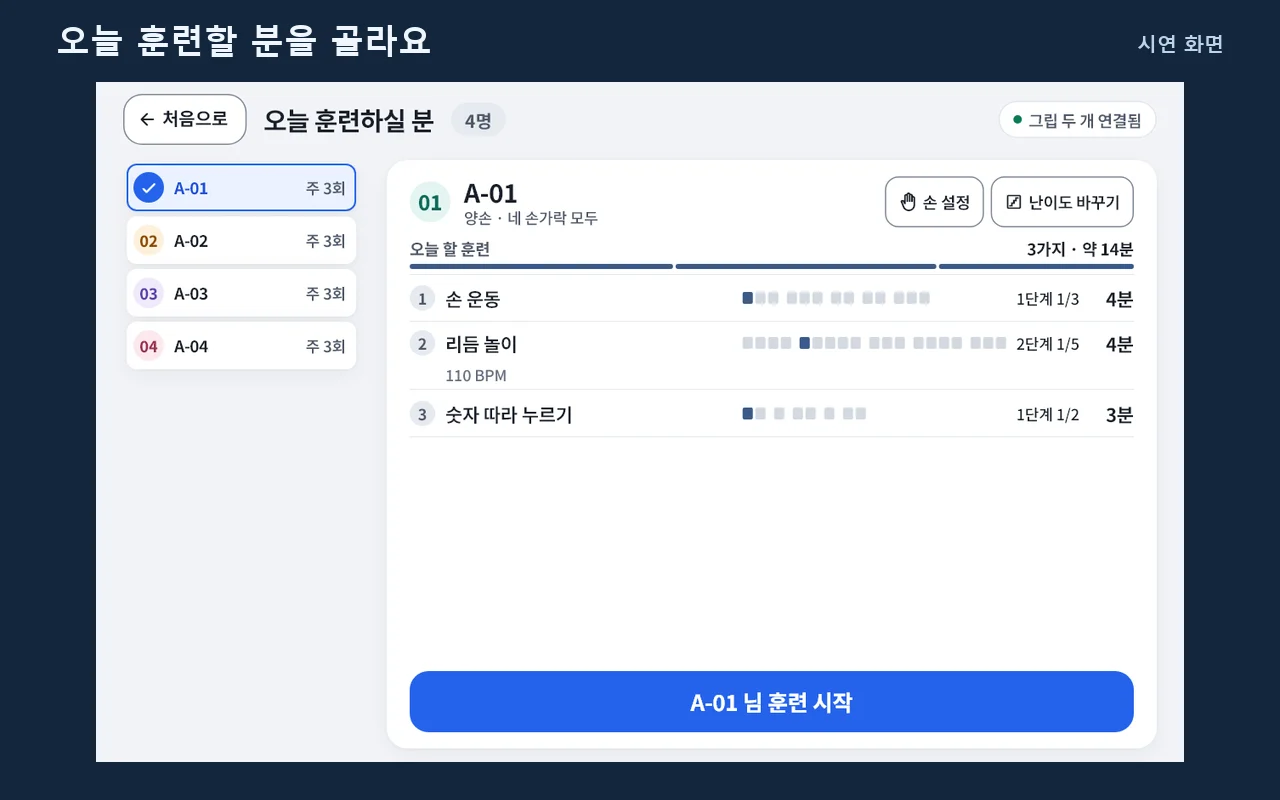 오늘 훈련할 분을 골라요
시연 화면
← 처음으로
오늘 훈련하실 분
4명
그립 두 개 연결됨
A-01 주 3회
02 A-02 주 3회
03 A-03 주 3회
04 A-04 주 3회
01 A-01
양손 · 네 손가락 모두
손 설정
난이도 바꾸기
오늘 할 훈련
3가지 · 약 14분
1 손 운동 1단계 1/3 4분
2 리듬 놀이 2단계 1/5 4분
110 BPM
3 숫자 따라 누르기 1단계 1/2 3분
A-01 님 훈련 시작